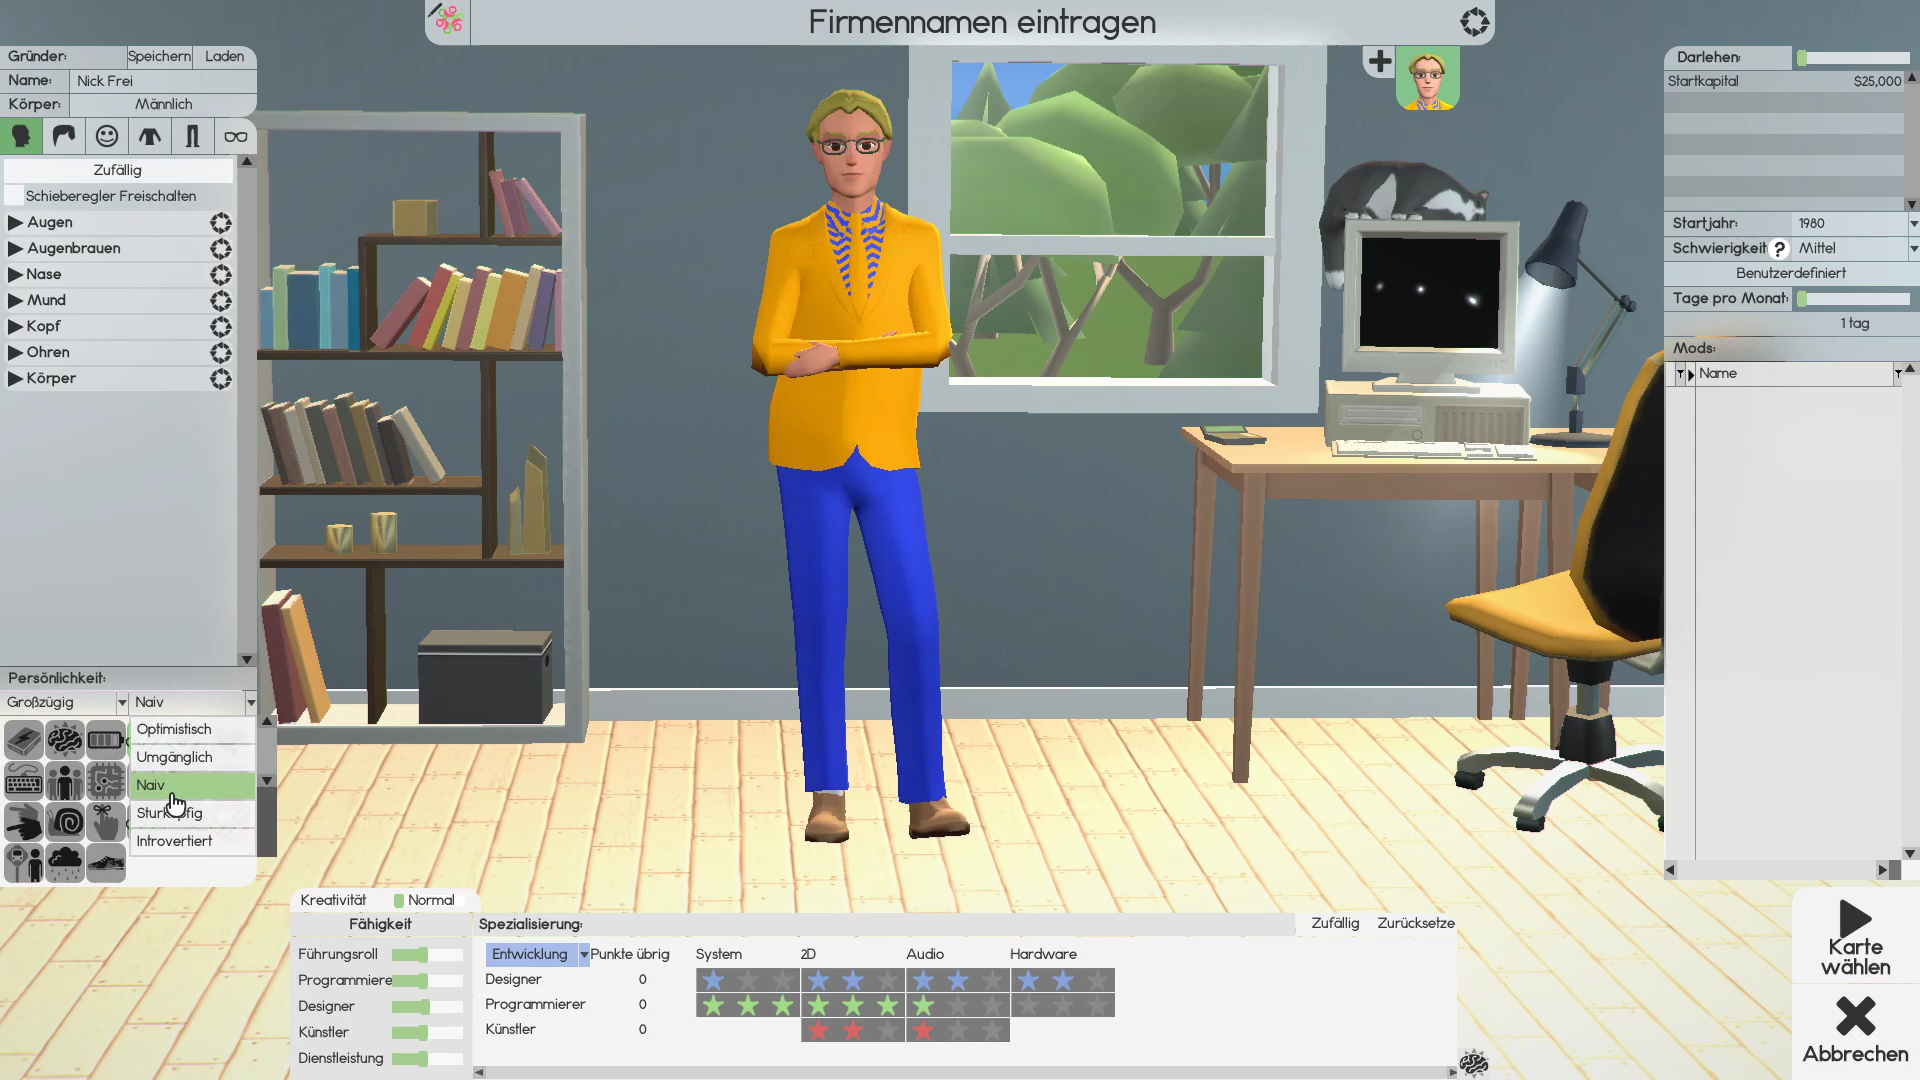 Firmennamen eintragen
Gründer: Speichern Laden
Name: Nick Frei
Körper: Männlich
Zufällig
Schieberegler Freischalten
Augen
Augenbrauen
Nase
Mund
Kopf
Ohren
Körper
Persönlichkeit:
Großzügig Naiv
Optimistisch
Umgänglich
Naiv
Introvertiert
Kreativität Normal
Fähigkeit
Führungsroll
Programmiere
Designer
Künstler
Dienstleistung
Spezialisierung: Zufällig Zurücksetze
Entwicklung Punkte übrig System 2D Audio Hardware
Designer 0
Programmierer 0
Künstler 0
Darlehen:
Startkapital $25,000
Startjahr: 1980
Schwierigkeit ? Mittel
Benutzerdefiniert
Tage pro Monat:
1 tag
Mods:
Name
Karte
wählen
Abbrechen